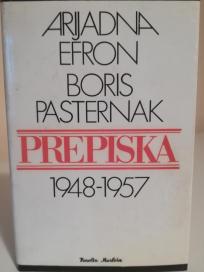 ARIJADNA
EFRON
BORIS
PASTERNAK
PREPISKA
1948-1957